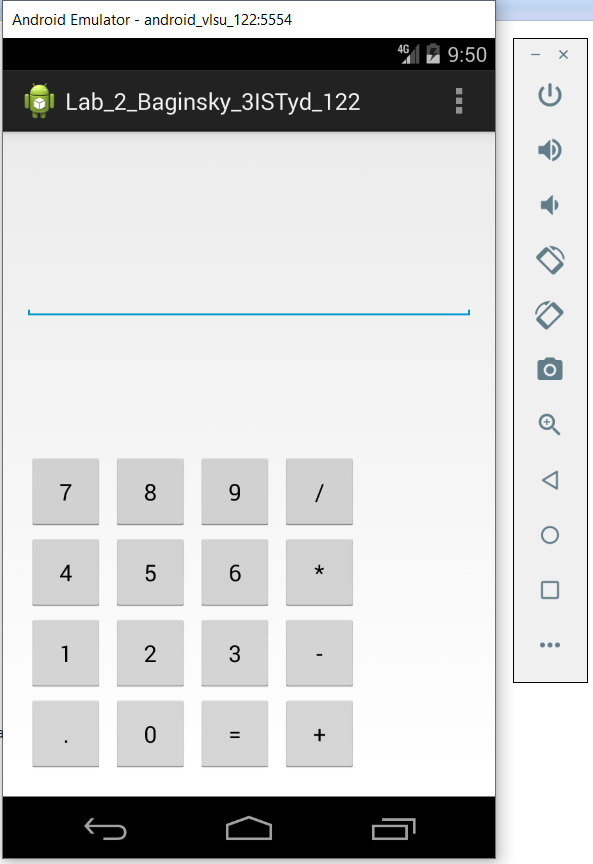 Android Emulator - android_vlsu_122:5554
4G 9:50
Lab_2_Baginsky_3ISTyd_122
7 8 9 /
4 5 6 *
1 2 3 -
. 0 = +